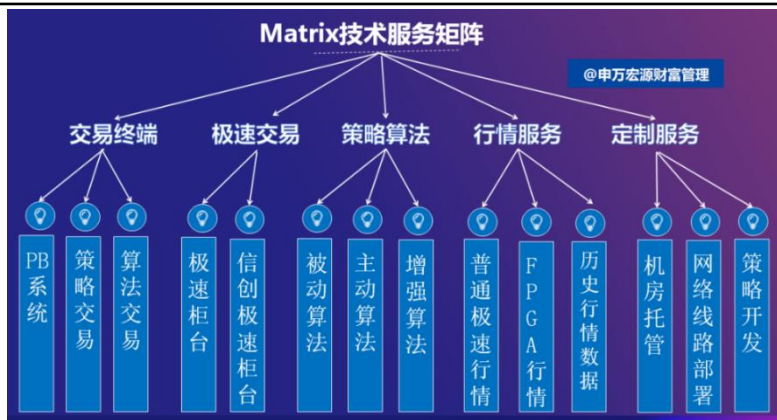 Matrix技术服务矩阵
@申万宏源财富管理
交易终端
极速交易
策略算法
行情服务
定制服务
PB系统
策略交易
算法交易
极速柜台
信创极速柜台
被动算法
主动算法
增强算法
普通极速行情
FPGA行情
历史行情数据
机房托管
网络线路部署
策略开发